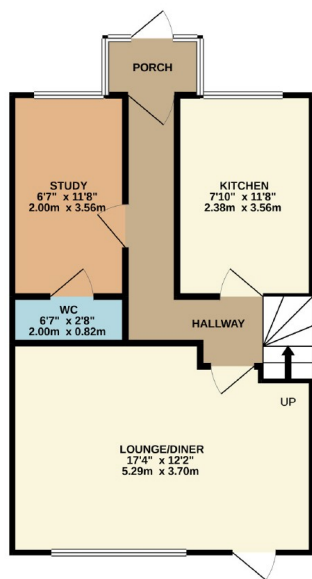 PORCH
STUDY
6'7" x 11'8"
2.00m x 3.56m
KITCHEN
7'10" x 11'8"
2.38m x 3.56m
WC
6'7" x 2'8"
2.00m x 0.82m
HALLWAY
UP
LOUNGE/DINER
17'4" x 12'2"
5.29m x 3.70m